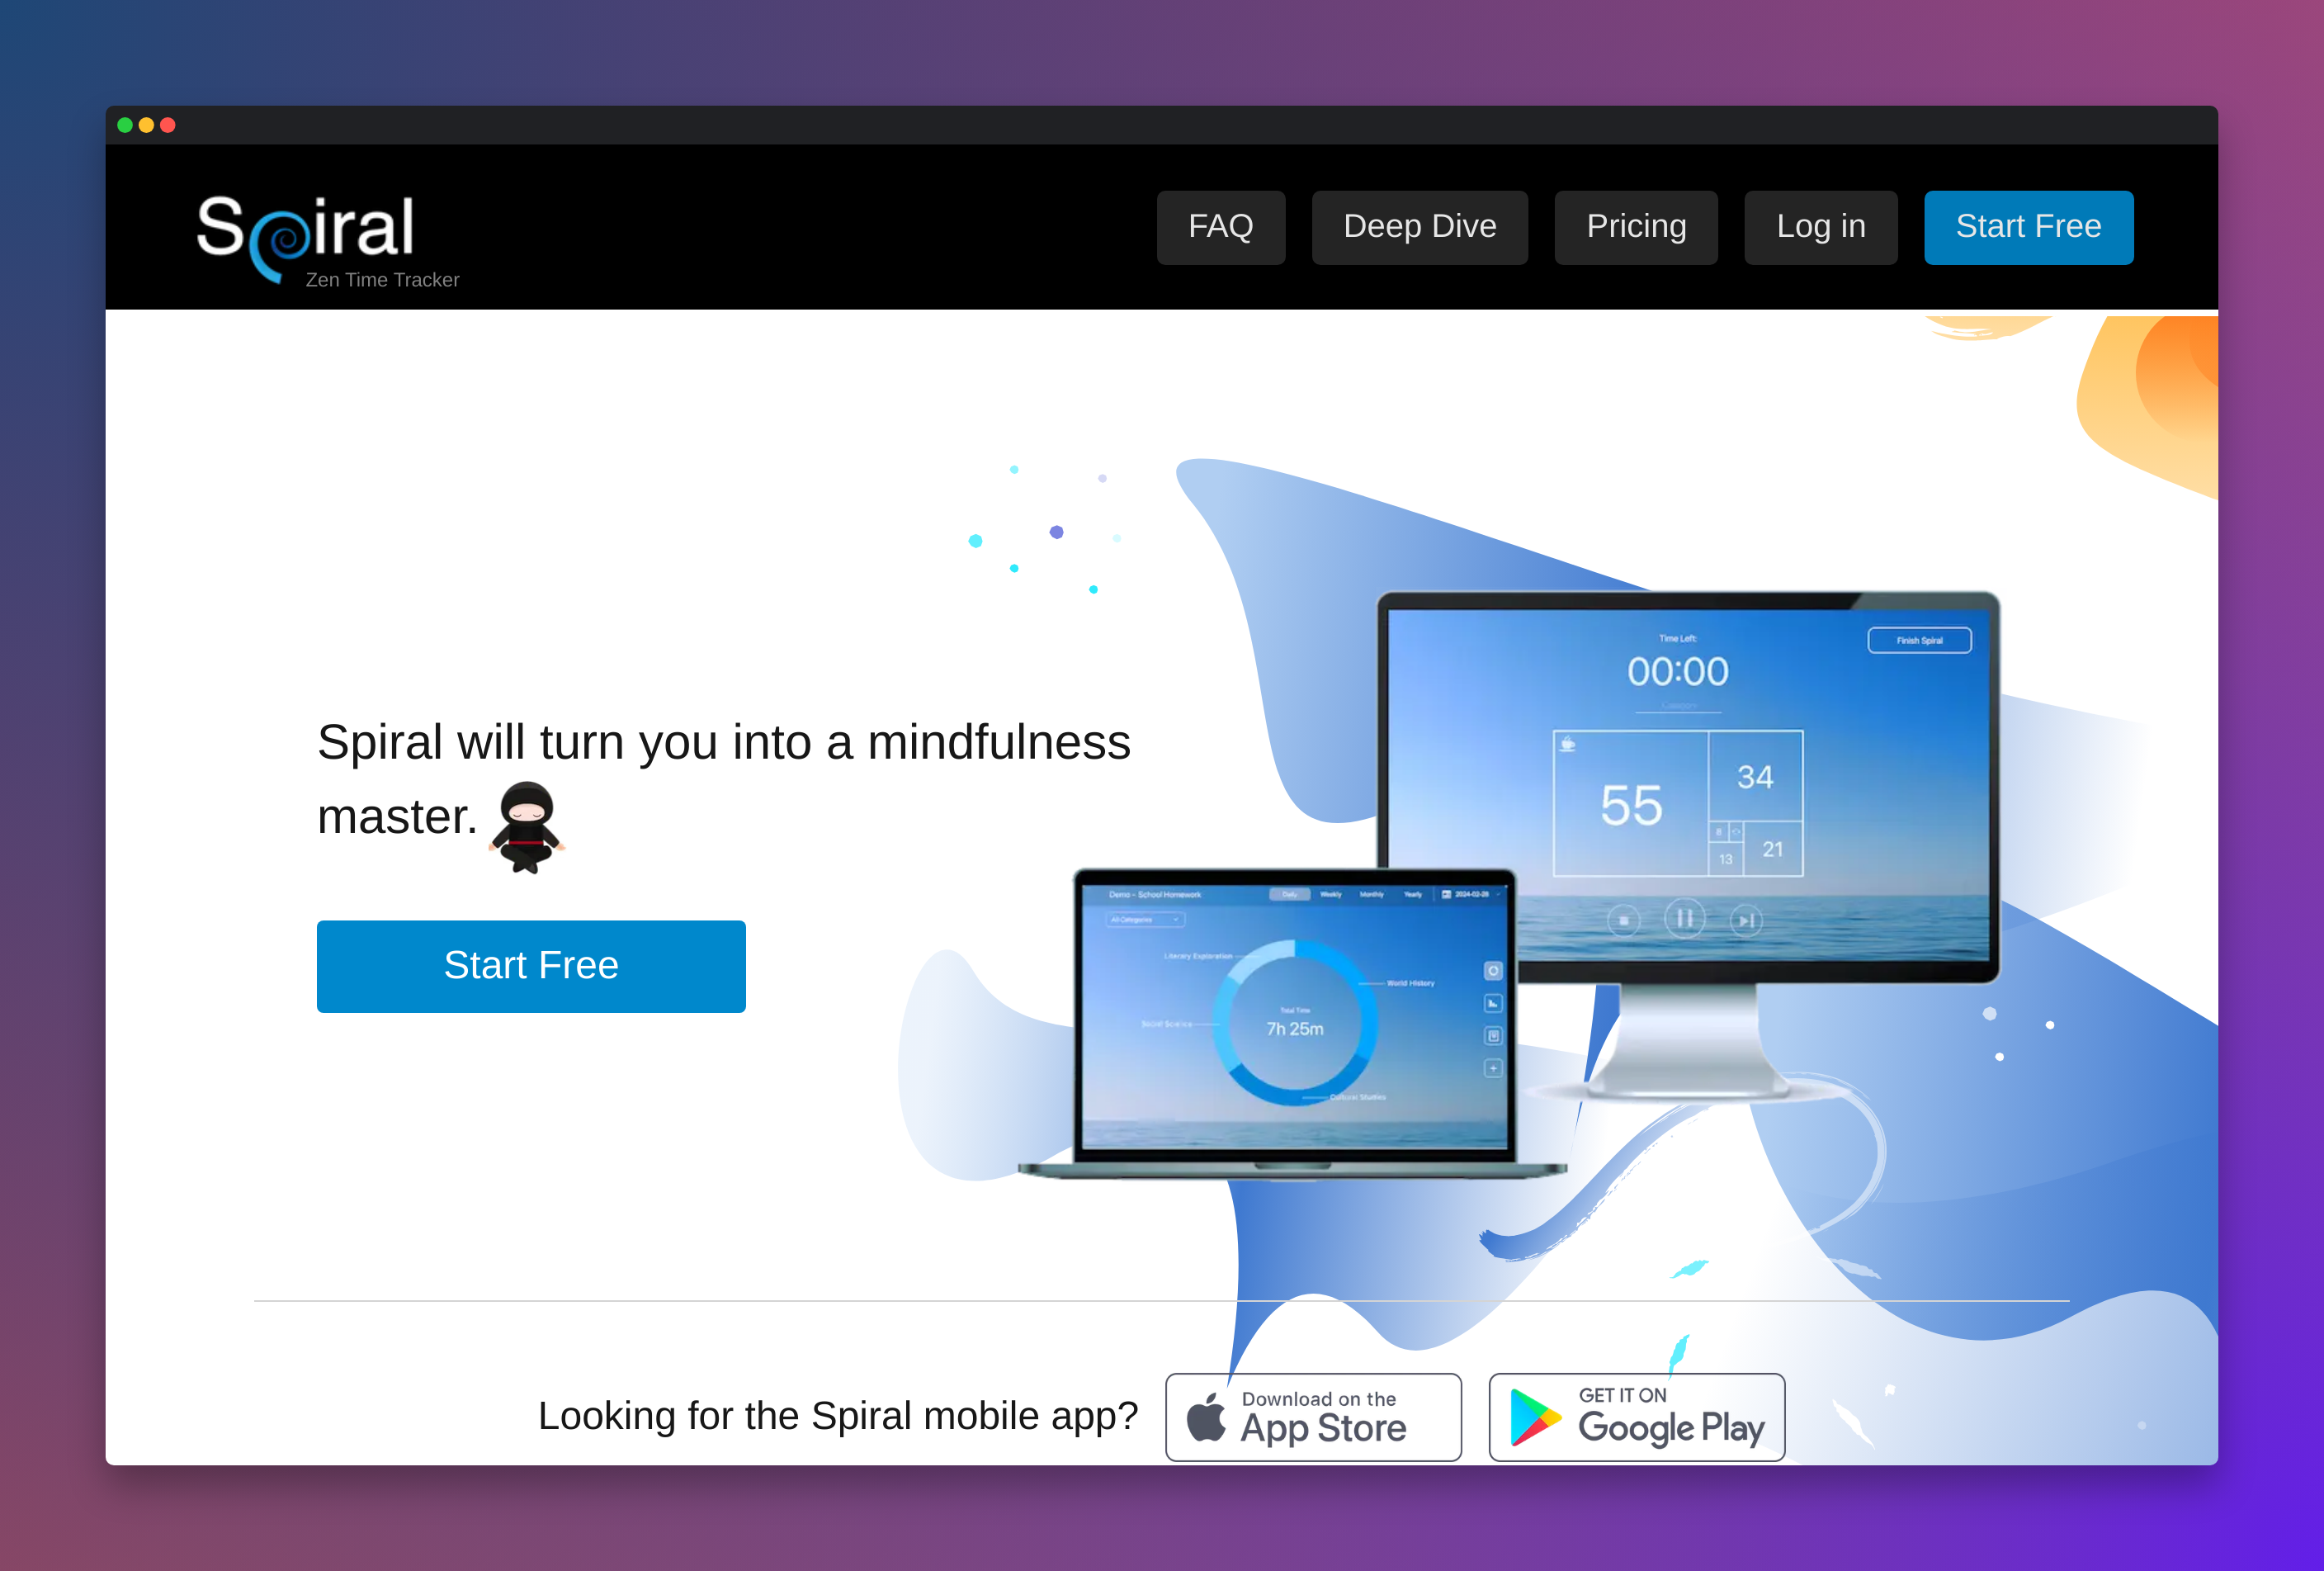 Spiral
Zen Time Tracker
FAQ
Deep Dive
Pricing
Log in
Start Free
Spiral will turn you into a mindfulness
master.
Start Free
Time Left:
00:00
Category
Finish Spiral
55
34
8
13
21
Demo – School Homework
Daily
Weekly
Monthly
Yearly
2024-02-28
All Categories
Literary Exploration
World History
Social Science
Total Time
7h 25m
Cultural Studies
Looking for the Spiral mobile app?
Download on the
App Store
GET IT ON
Google Play